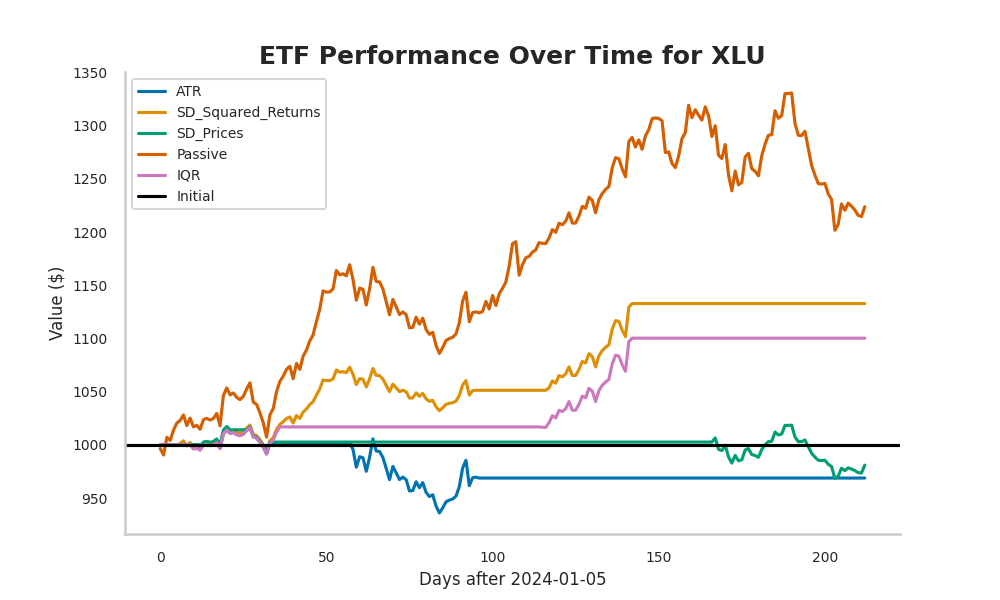 ETF Performance Over Time for XLU
Value ($)
1350
1300
1250
1200
1150
1100
1050
1000
950
ATR
SD_Squared_Returns
SD_Prices
Passive
IQR
Initial
0 50 100 150 200
Days after 2024-01-05